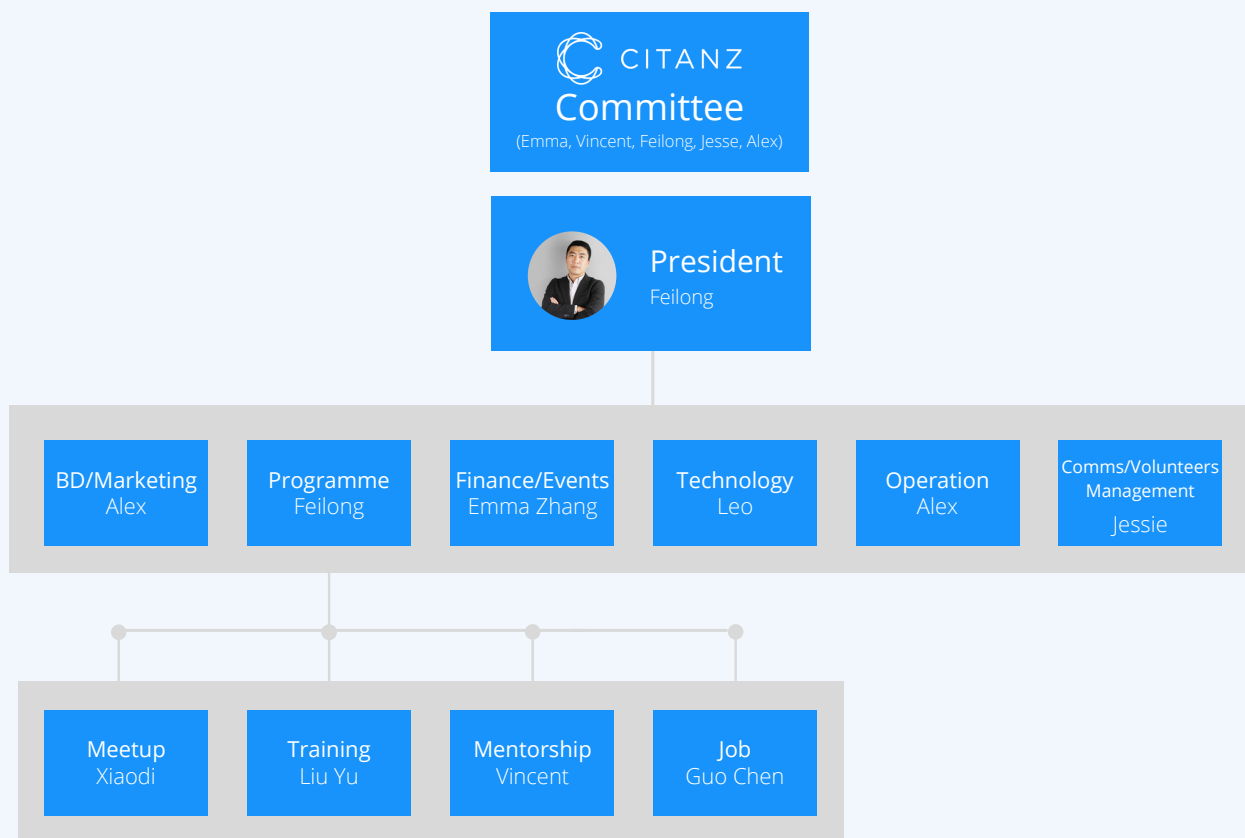 CITANZ
Committee
(Emma, Vincent, Feilong, Jesse, Alex)
President
Feilong
BD/Marketing
Alex
Programme
Feilong
Finance/Events
Emma Zhang
Technology
Leo
Operation
Alex
Comms/Volunteers
Management
Jessie
Meetup
Xiaodi
Training
Liu Yu
Mentorship
Vincent
Job
Guo Chen